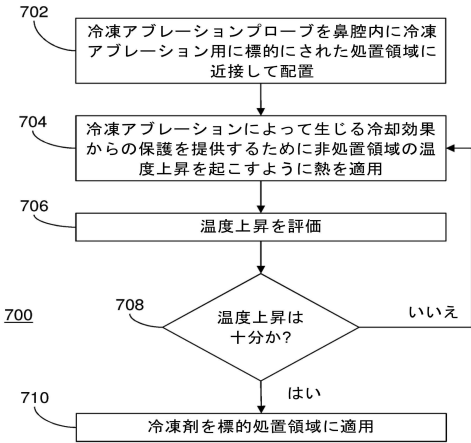 702
冷凍アブレーションプローブを鼻腔内に冷凍
アブレーション用に標的にされた処置領域に
近接して配置
704
冷凍アブレーションによって生じる冷却効果
からの保護を提供するために非処置領域の温
度上昇を起こすように熱を適用
706
温度上昇を評価
708
温度上昇は
十分か?
いいえ
700
はい
710
冷凍剤を標的処置領域に適用